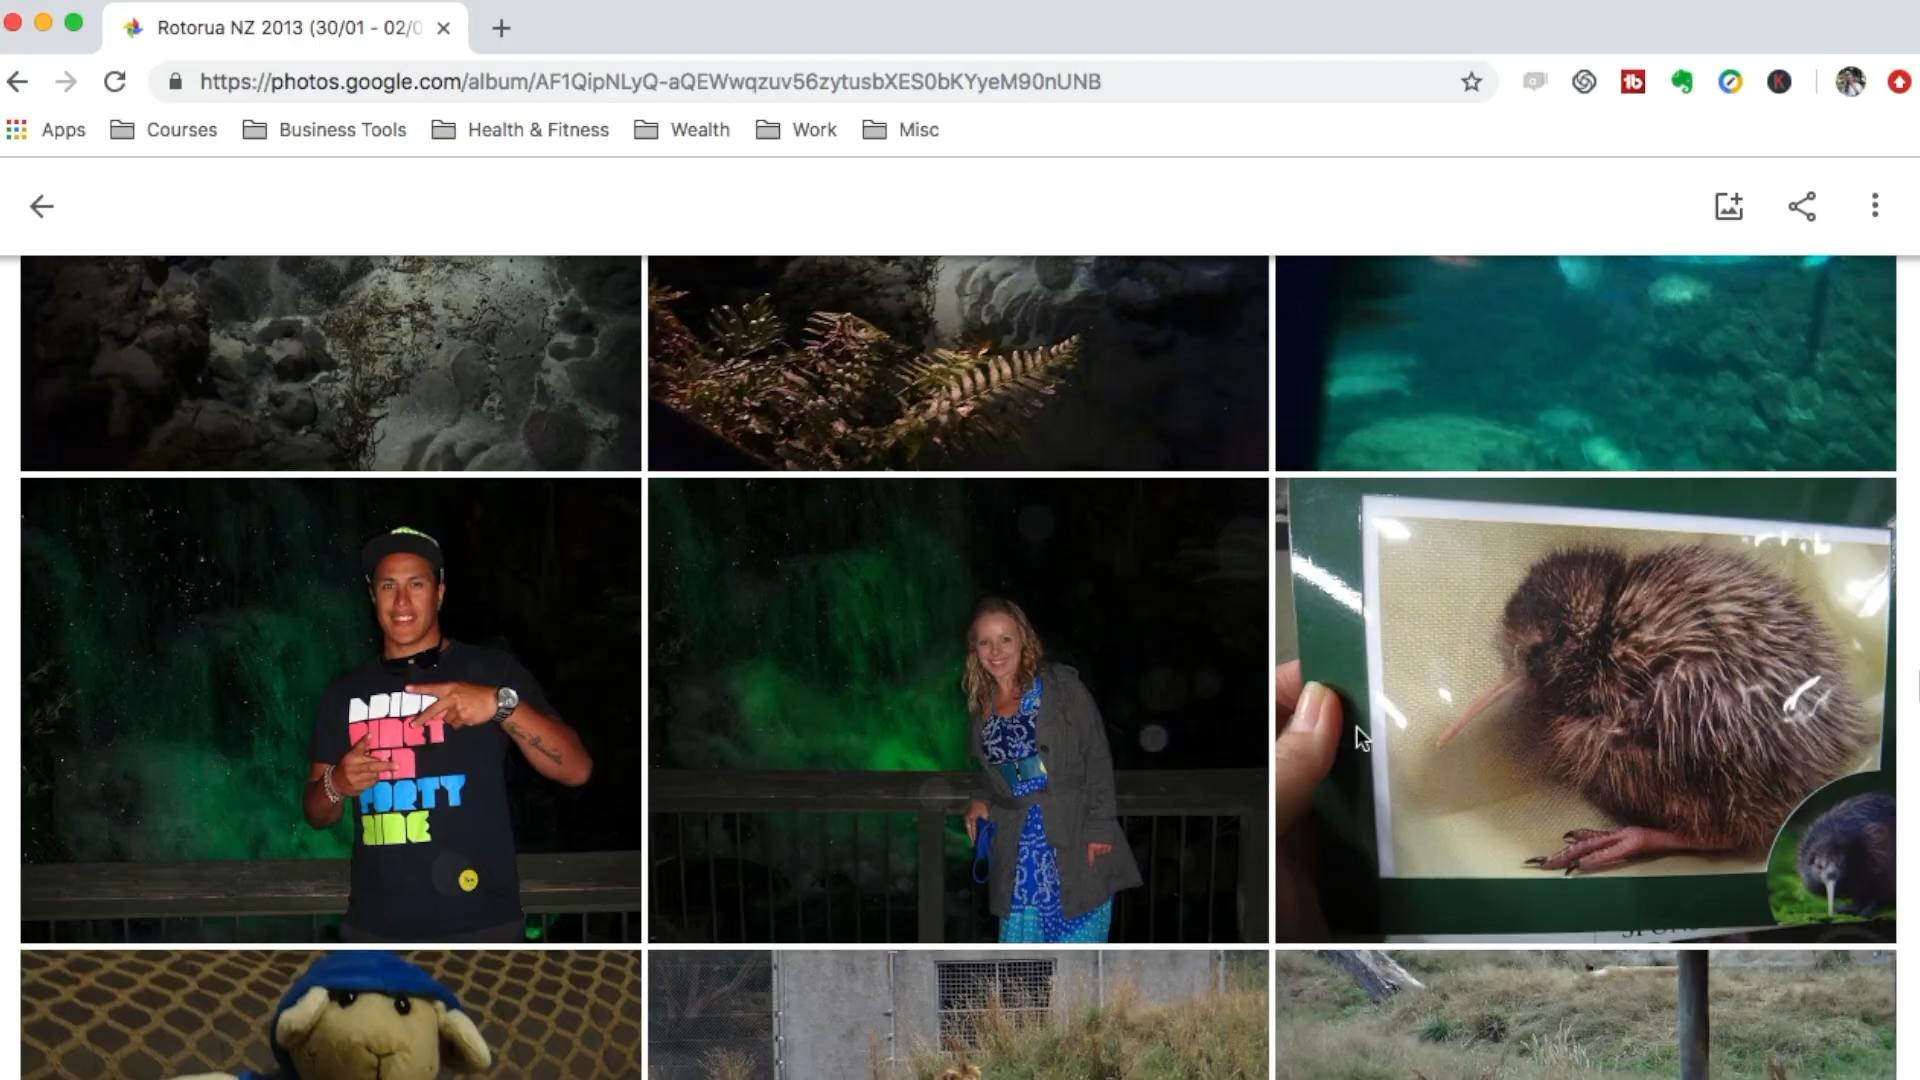 Rotorua NZ 2013 (30/01 - 02/0
https://photos.google.com/album/AF1QipNLyQ-aQEWwqzuv56zytusbXES0bKYyeM90nUNB
Apps
Courses
Business Tools
Health & Fitness
Wealth
Work
Misc
FORTY